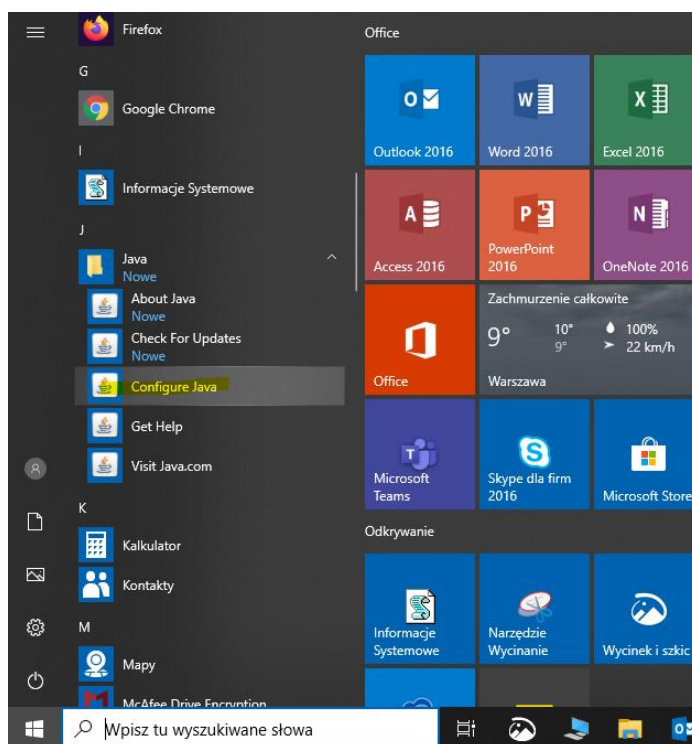 Firefox
G
Google Chrome
I
Informacje Systemowe
J
Java
Nowe
About Java
Nowe
Check For Updates
Nowe
Configure Java
Get Help
Visit Java.com
K
Kalkulator
Kontakty
M
Mapy
McAfee Drive Encryption
Office
Outlook 2016
Word 2016
Excel 2016
Access 2016
PowerPoint
2016
OneNote 2016
Office
Zachmurzenie całkowite
9°
10°
9°
100%
22 km/h
Warszawa
Microsoft
Teams
Skype dla firm
2016
Microsoft Store
Odkrywanie
Informacje
Systemowe
Narzędzie
Wycinanie
Wycinek i szkic
Wpisz tu wyszukiwane słowa